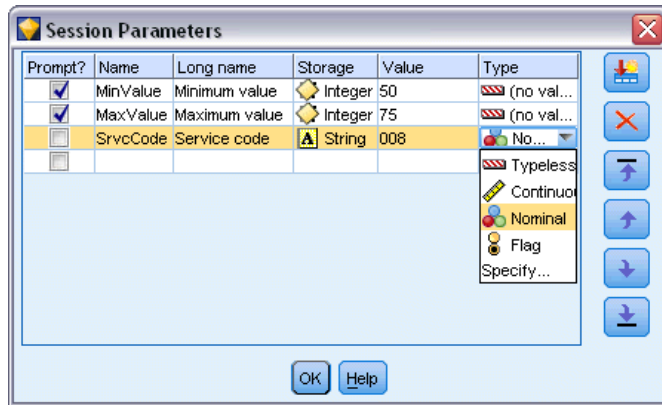 Session Parameters
Prompt? Name Long name Storage Value Type
MinValue Minimum value Integer 50 (no val...
MaxValue Maximum value Integer 75 (no val...
SrvcCode Service code A String 008 No...
Typeless
Continuo
Nominal
Flag
Specify...
OK Help